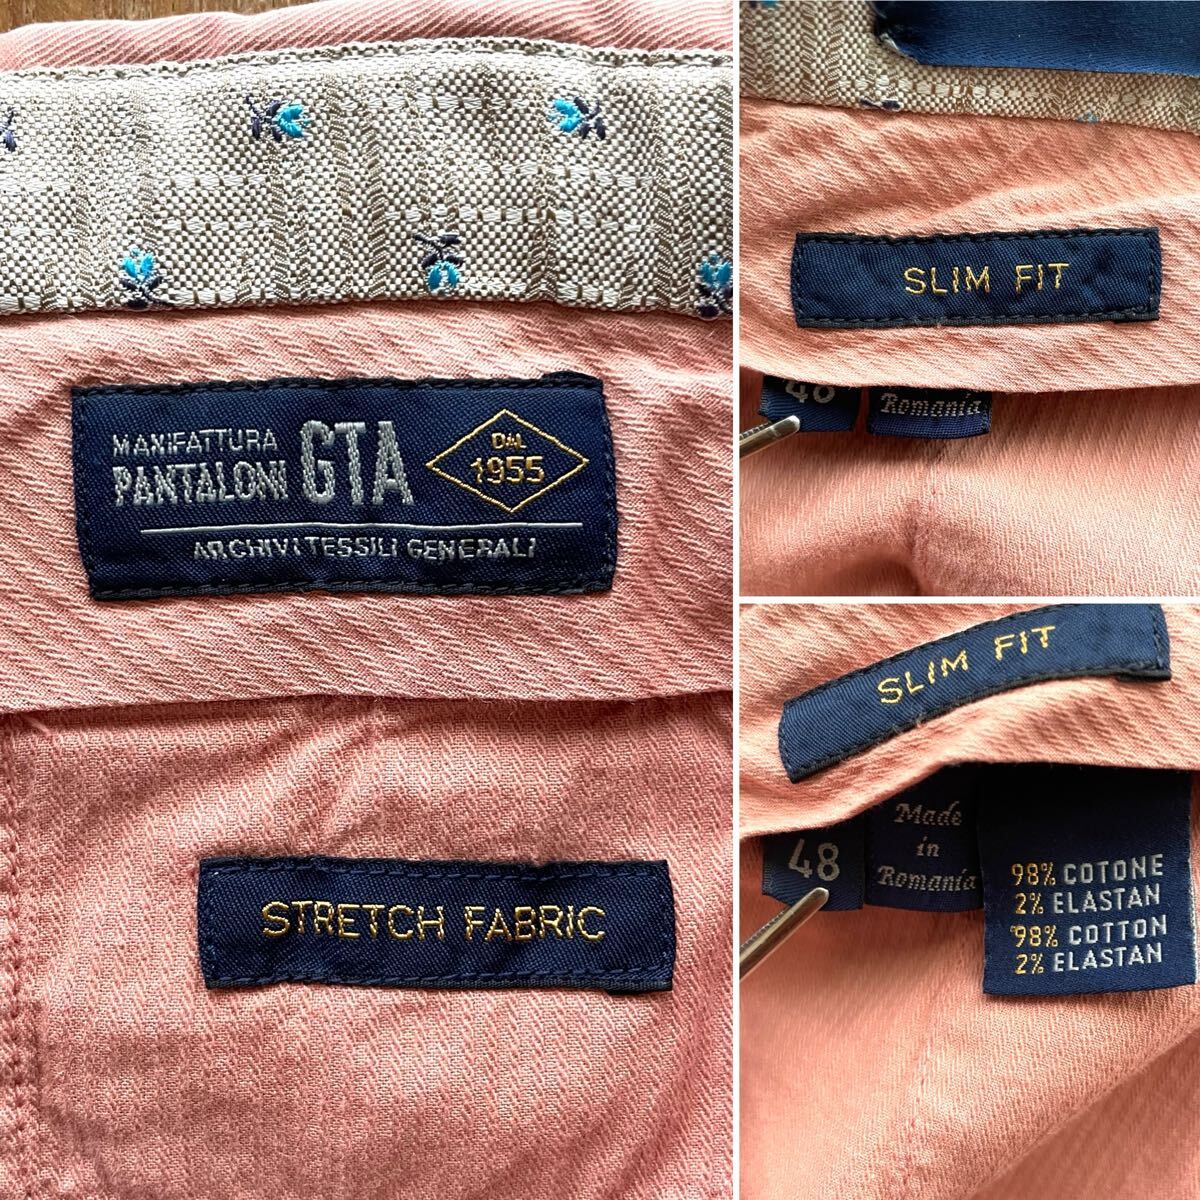 MANIFATTURA
PANTALONI GTA
DAL
1955
ARCHIVI TESSILI GENERALI
STRETCH FABRIC
SLIM FIT
48
Romania
SLIM FIT
48
Made
in
Romania
98% COTONE
2% ELASTAN
98% COTTON
2% ELASTAN